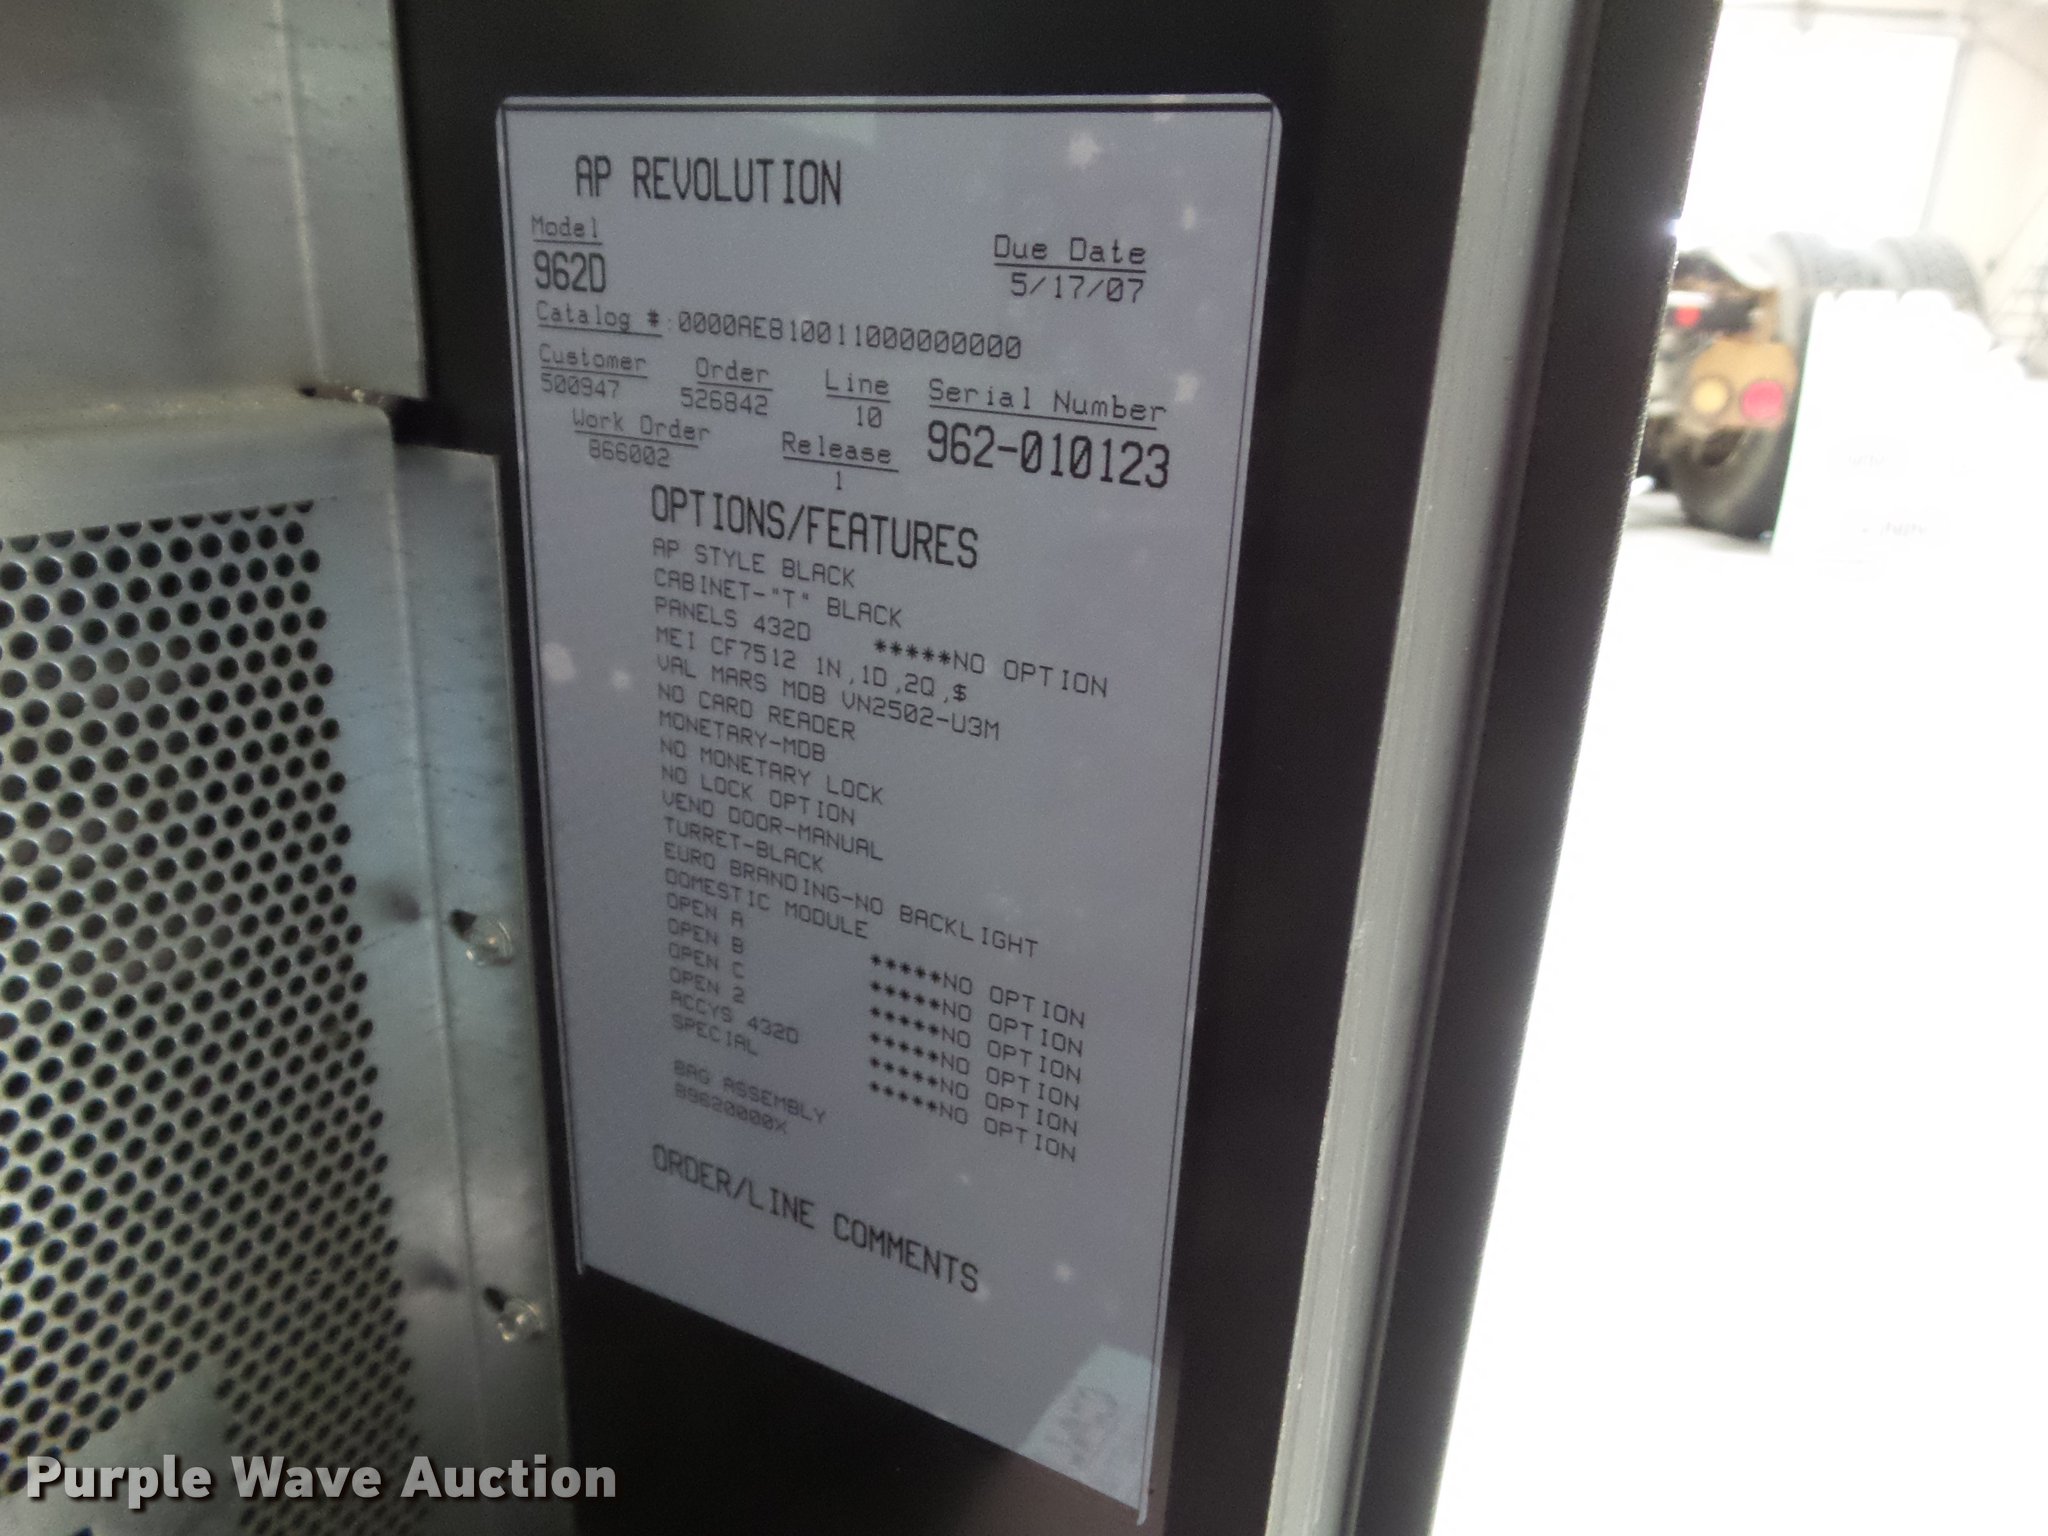 AP REVOLUTION
Model
962D
Due Date
5/17/07
Catalog #:0000AE8100110000000000
Customer Order Line Serial Number
500947 526842 10 962-010123
Work Order Release
866002 1
OPTIONS/FEATURES
AP STYLE BLACK
CABINET-"T" BLACK
PANELS 432D *****NO OPTION
MEI CF7512 1N,1D,2Q,$
VAL MARS MDB VN2502-U3M
NO CARD READER
MONETARY-MDB
NO MONETARY LOCK
NO LOCK OPTION
VEND DOOR-MANUAL
TURRET-BLACK
EURO BRANDING-NO BACKLIGHT
DOMESTIC MODULE
OPEN A *****NO OPTION
OPEN B *****NO OPTION
OPEN C *****NO OPTION
OPEN 2 *****NO OPTION
ACCYS 432D *****NO OPTION
SPECIAL *****NO OPTION
BAG ASSEMBLY
89620000X
ORDER/LINE COMMENTS
Purple Wave Auction